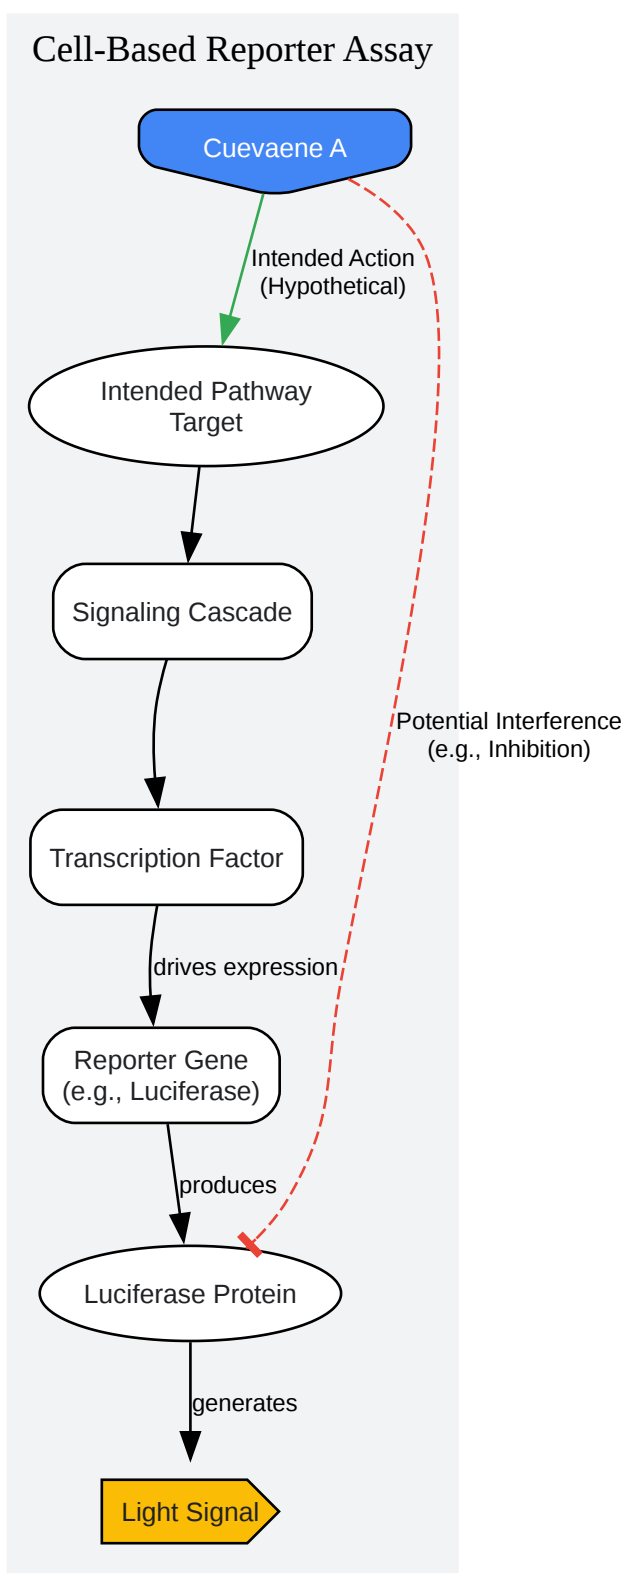 Cell-Based Reporter Assay
Cuevaene A
Intended Action
(Hypothetical)
Intended Pathway
Target
Signaling Cascade
Potential Interference
(e.g., Inhibition)
Transcription Factor
drives expression
Reporter Gene
(e.g., Luciferase)
produces
Luciferase Protein
generates
Light Signal